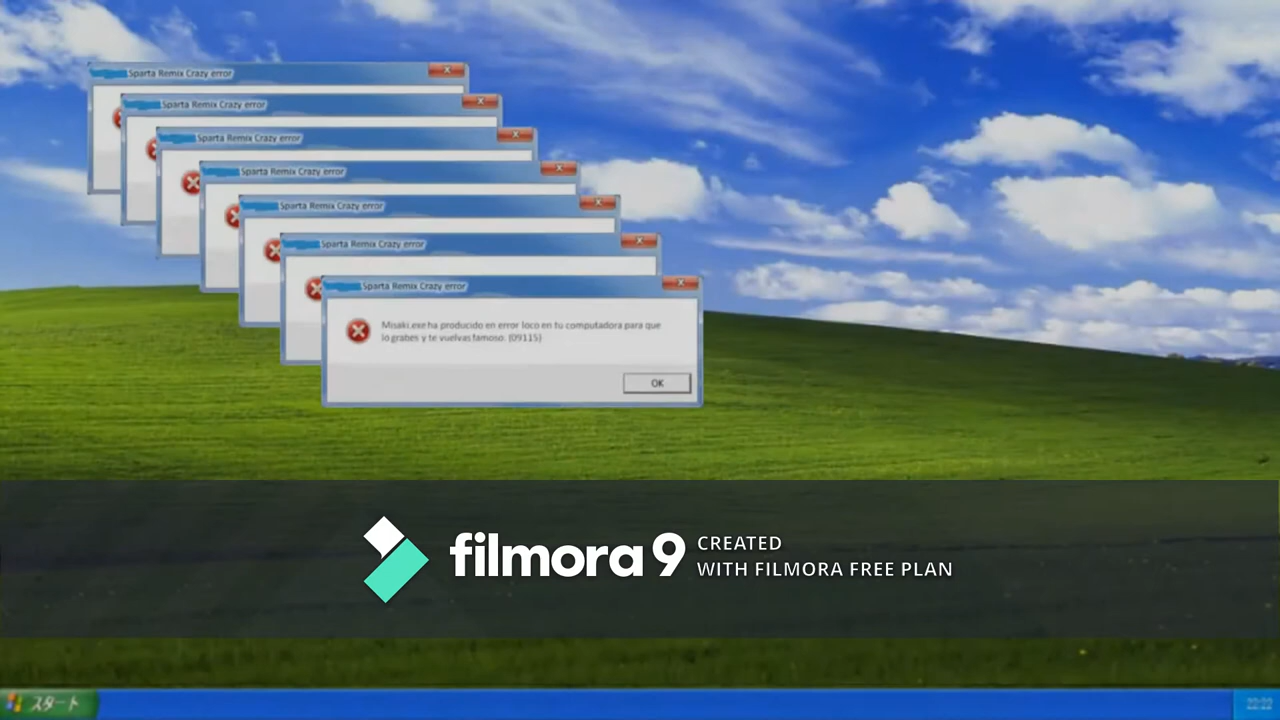 Sparta Remix Crazy error
Sparta Remix Crazy error
Sparta Remix Crazy error
Sparta Remix Crazy error
Sparta Remix Crazy error
Sparta Remix Crazy error
Sparta Remix Crazy error
Misaki.exe ha producido en error loco en tu computadora para que
lo grabes y te vuelvas famoso. (09115)
OK
filmora 9
CREATED
WITH FILMORA FREE PLAN
スタート
22:22